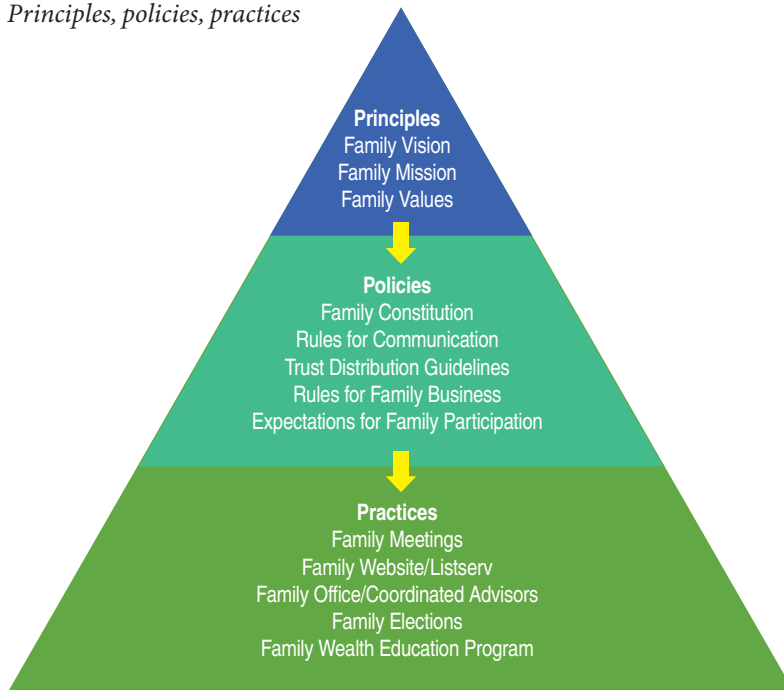 Principles, policies, practices
Principles
Family Vision
Family Mission
Family Values
Policies
Family Constitution
Rules for Communication
Trust Distribution Guidelines
Rules for Family Business
Expectations for Family Participation
Practices
Family Meetings
Family Website/Listserv
Family Office/Coordinated Advisors
Family Elections
Family Wealth Education Program